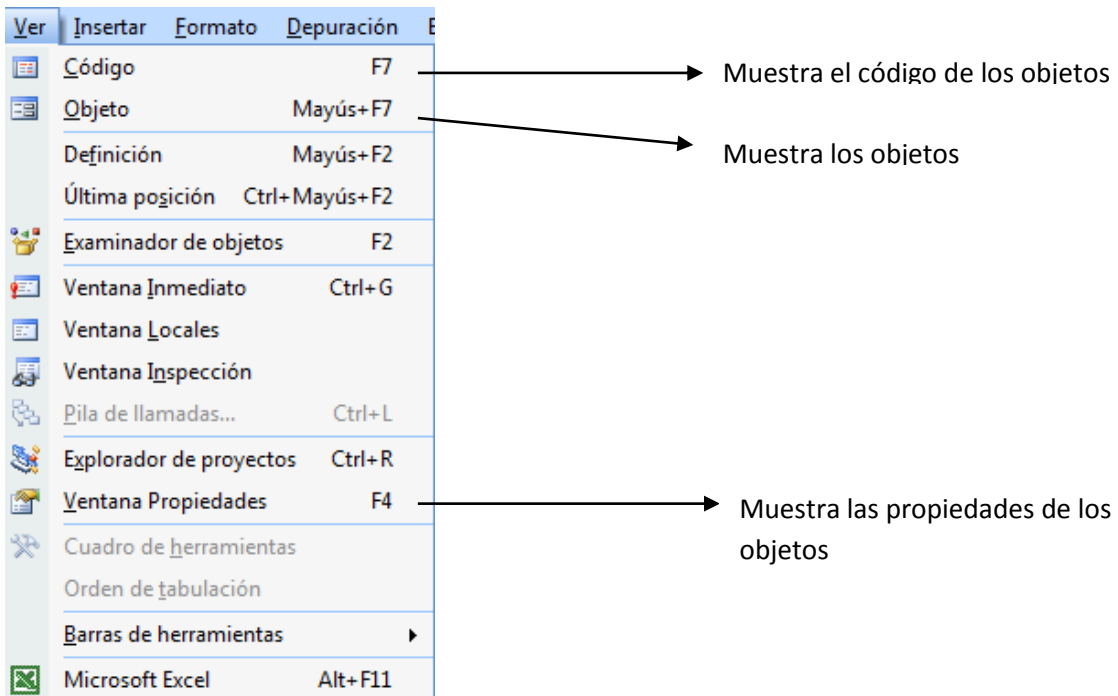 Ver Insertar Formato Depuración
Código F7
Muestra el código de los objetos
Objeto Mayús+F7
Muestra los objetos
Definición Mayús+F2
Última posición Ctrl+Mayús+F2
Examinador de objetos F2
Ventana Inmediato Ctrl+G
Ventana Locales
Ventana Inspección
Pila de llamadas... Ctrl+L
Explorador de proyectos Ctrl+R
Ventana Propiedades F4
Muestra las propiedades de los
objetos
Cuadro de herramientas
Orden de tabulación
Barras de herramientas
Microsoft Excel Alt+F11